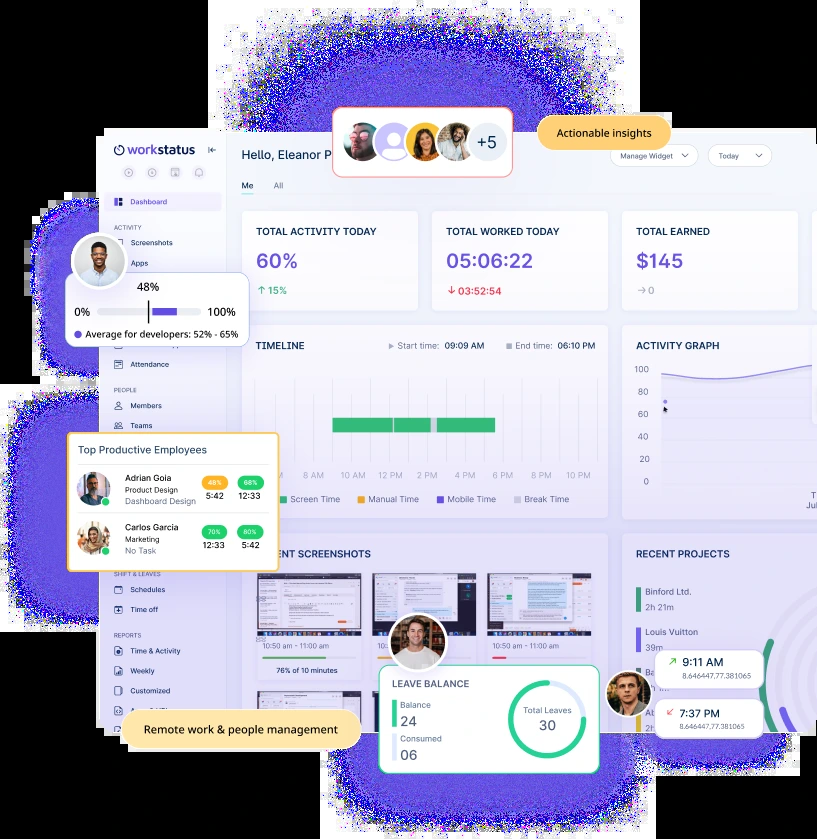 +5
Actionable insights
workstatus
Hello, Eleanor P
Manage Widget
Today
Me
All
Dashboard
ACTIVITY
Screenshots
Apps
48%
0%
100%
Average for developers: 52% - 65%
Attendance
PEOPLE
Members
Teams
TOTAL ACTIVITY TODAY
60%
15%
TOTAL WORKED TODAY
05:06:22
03:52:54
TOTAL EARNED
$145
0
TIMELINE
Start time: 09:09 AM
End time: 06:10 PM
8 AM
10 AM
12 PM
2 PM
4 PM
6 PM
8 PM
10 PM
Screen Time
Manual Time
Mobile Time
Break Time
ACTIVITY GRAPH
100
80
60
40
20
0
Top Productive Employees
Adrian Goia
Product Design
Dashboard Design
48%
5:42
68%
12:33
Carlos Garcia
Marketing
No Task
70%
12:33
80%
5:42
SHIFT & LEAVES
Schedules
Time off
REPORTS
Time & Activity
Weekly
Customized
ENT SCREENSHOTS
10:50 am - 11:00 am
76% of 10 minutes
10:50 am - 11:00 am
RECENT PROJECTS
Binford Ltd.
2h 21m
Louis Vuitton
39m
9:11 AM
8.646447,77.381065
7:37 PM
8.646447,77.381065
LEAVE BALANCE
Balance
24
Consumed
06
Total Leaves
30
Remote work & people management